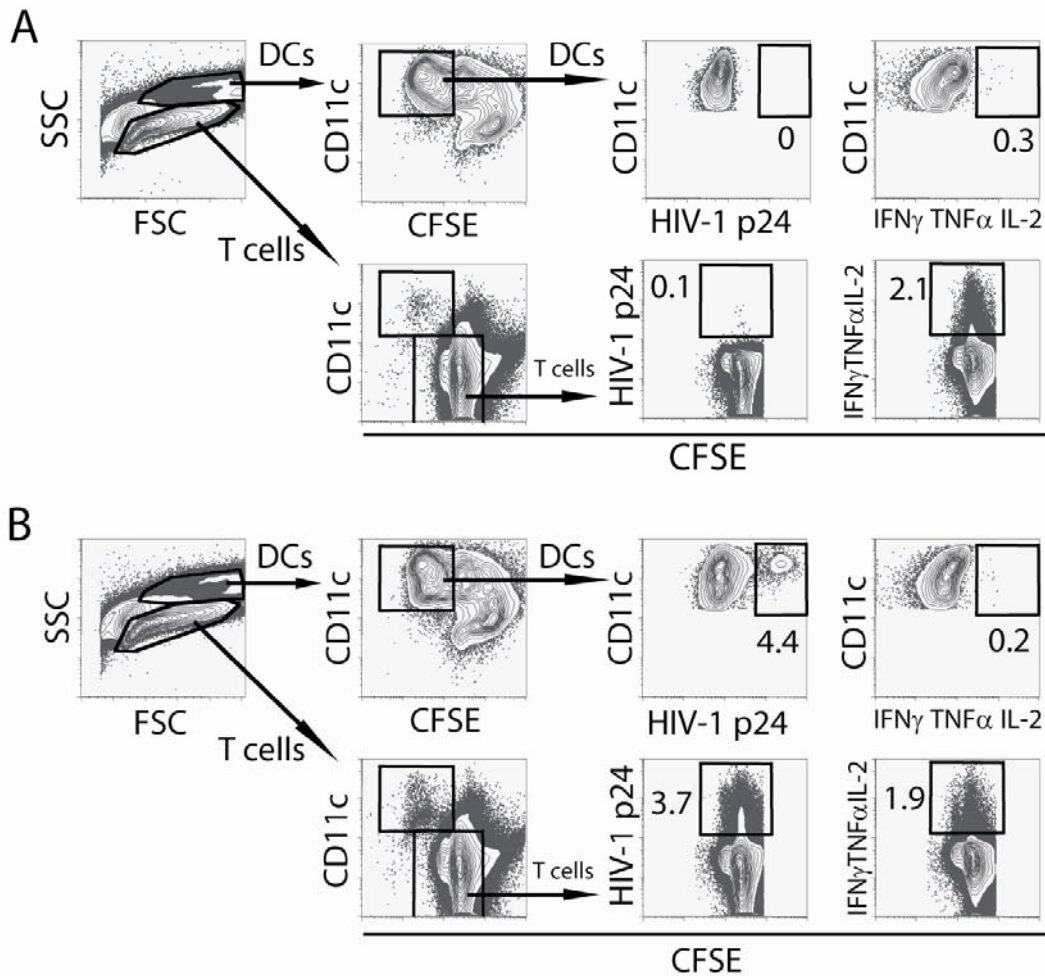 A
DCs
DCs
SSC
CD11c
CD11c
CD11c
0
0.3
FSC
CFSE
HIV-1 p24
IFNγ TNFα IL-2
T cells
CD11c
HIV-1 p24
IFNγTNFαIL-2
0.1
2.1
T cells
CFSE
B
DCs
DCs
SSC
CD11c
CD11c
CD11c
4.4
0.2
FSC
CFSE
HIV-1 p24
IFNγ TNFα IL-2
T cells
CD11c
HIV-1 p24
IFNγTNFαIL-2
3.7
1.9
T cells
CFSE